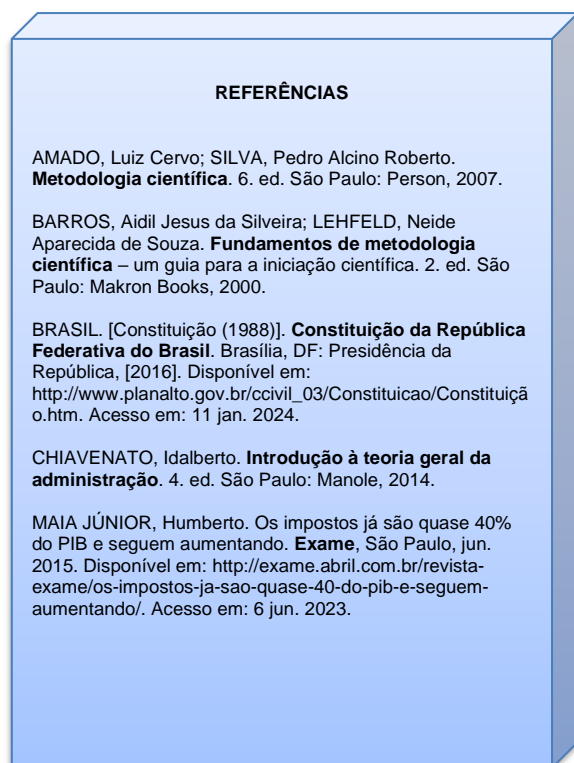 REFERÊNCIAS
AMADO, Luiz Cervo; SILVA, Pedro Alcino Roberto.
Metodologia científica. 6. ed. São Paulo: Person, 2007.
BARROS, Aidil Jesus da Silveira; LEHFELD, Neide
Aparecida de Souza. Fundamentos de metodologia
científica – um guia para a iniciação científica. 2. ed. São
Paulo: Makron Books, 2000.
BRASIL. [Constituição (1988)]. Constituição da República
Federativa do Brasil. Brasília, DF: Presidência da
República, [2016]. Disponível em:
http://www.planalto.gov.br/ccivil_03/Constituicao/Constituiçã
o.htm. Acesso em: 11 jan. 2024.
CHIAVENATO, Idalberto. Introdução à teoria geral da
administração. 4. ed. São Paulo: Manole, 2014.
MAIA JÚNIOR, Humberto. Os impostos já são quase 40%
do PIB e seguem aumentando. Exame, São Paulo, jun.
2015. Disponível em: http://exame.abril.com.br/revista-
exame/os-impostos-ja-sao-quase-40-do-pib-e-seguem-
aumentando/. Acesso em: 6 jun. 2023.